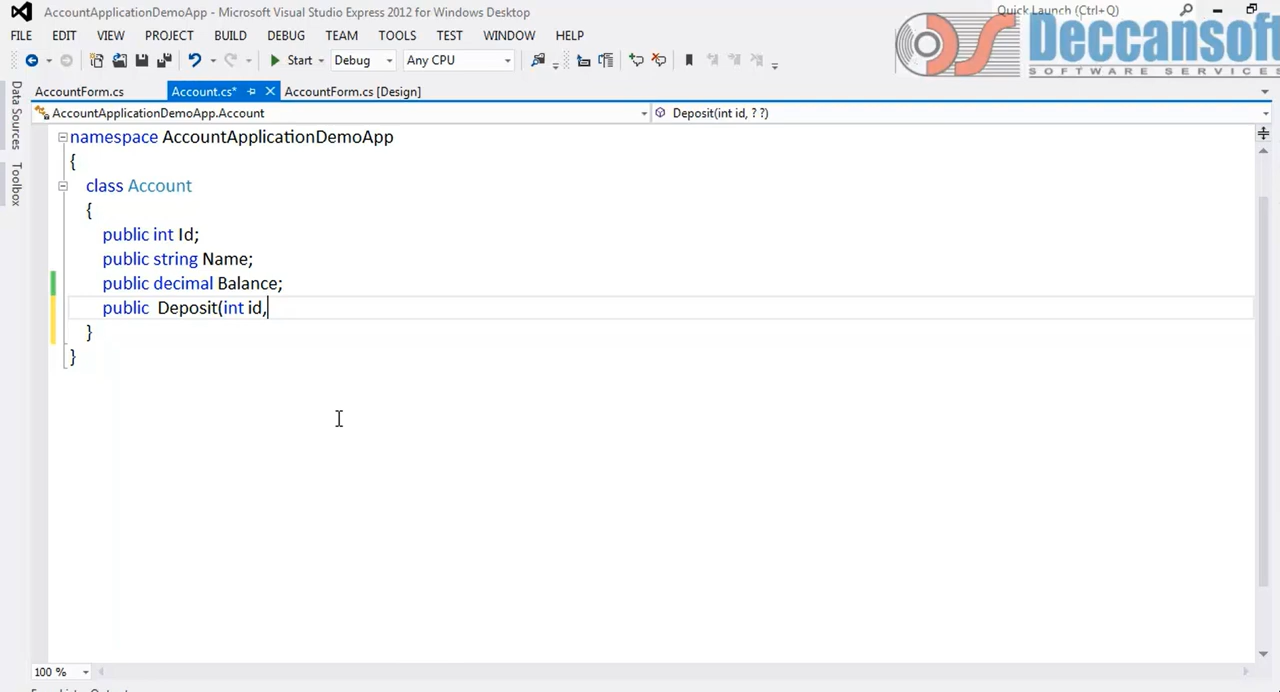 AccountApplicationDemoApp - Microsoft Visual Studio Express 2012 for Windows Desktop
Quick Launch (Ctrl+Q)
FILE EDIT VIEW PROJECT BUILD DEBUG TEAM TOOLS TEST WINDOW HELP
Deccansoft
SOFTWARE SERVICES
Start Debug Any CPU
AccountForm.cs Account.cs* AccountForm.cs [Design]
AccountApplicationDemoApp.Account Deposit(int id, ? ?)
Data Sources
Toolbox
namespace AccountApplicationDemoApp
{
class Account
{
public int Id;
public string Name;
public decimal Balance;
public  Deposit(int id,
}
}
100 %